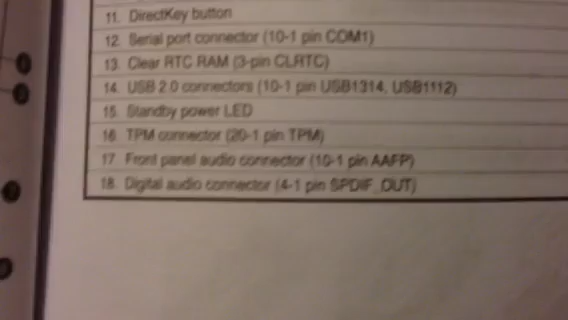 11. DirectKey button
12. Serial port connector (10-1 pin COM1)
13. Clear RTC RAM (3-pin CLRTC)
14. USB 2.0 connectors (10-1 pin USB1314, USB1112)
15. Standby power LED
16. TPM connector (20-1 pin TPM)
17. Front panel audio connector (10-1 pin AAFP)
18. Digital audio connector (4-1 pin SPDIF_OUT)